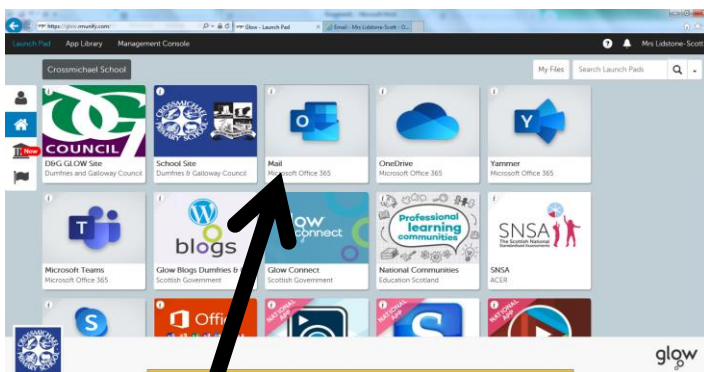 https://glow.rmunify.com/
Glow - Launch Pad
Email - Mrs Lidstone-Scott - O...
Launch Pad App Library Management Console
Mrs Lidstone-Scott
Crossmichael School
My Files
Search Launch Pads
Now
COUNCIL
D&G GLOW Site
Dumfries and Galloway Council
School Site
Dumfries & Galloway Council
Mail
Microsoft Office 365
OneDrive
Microsoft Office 365
Yammer
Microsoft Office 365
Microsoft Teams
Microsoft Office 365
blogs
Glow Blogs Dumfries &
Scottish Government
Glow Connect
Scottish Government
Professional
learning
communities
National Communities
Education Scotland
SNSA
The Scottish National
Standardised Assessments
SNSA
ACER
NATIONAL
APP
NATIONAL
APP
NATIONAL
APP
CROSSMICHAEL
PRIMARY SCHOOL
glow